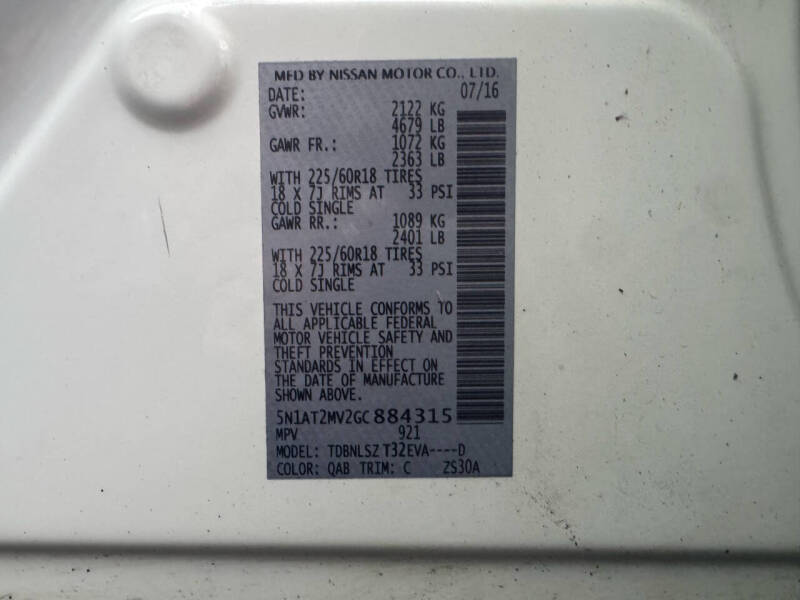 MFD BY NISSAN MOTOR CO., LTD.
DATE: 07/16
GVWR: 2122 KG
4679 LB
GAWR FR.: 1072 KG
2363 LB
WITH 225/60R18 TIRES
18 X 7J RIMS AT 33 PSI
COLD SINGLE
GAWR RR.: 1089 KG
2401 LB
WITH 225/60R18 TIRES
18 X 7J RIMS AT 33 PSI
COLD SINGLE
THIS VEHICLE CONFORMS TO
ALL APPLICABLE FEDERAL
MOTOR VEHICLE SAFETY AND
THEFT PREVENTION
STANDARDS IN EFFECT ON
THE DATE OF MANUFACTURE
SHOWN ABOVE.
5N1AT2MV2GC884315
MPV 921
MODEL: TDBNLSZ T32EVA----D
COLOR: QAB TRIM: C ZS30A